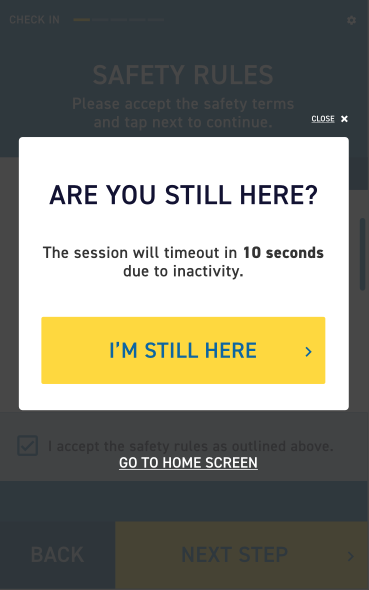 CHECK IN
SAFETY RULES
Please accept the safety terms
and tap next to continue.
CLOSE ×
ARE YOU STILL HERE?
The session will timeout in 10 seconds
due to inactivity.
I'M STILL HERE
I accept the safety rules as outlined above.
GO TO HOME SCREEN
BACK
NEXT STEP